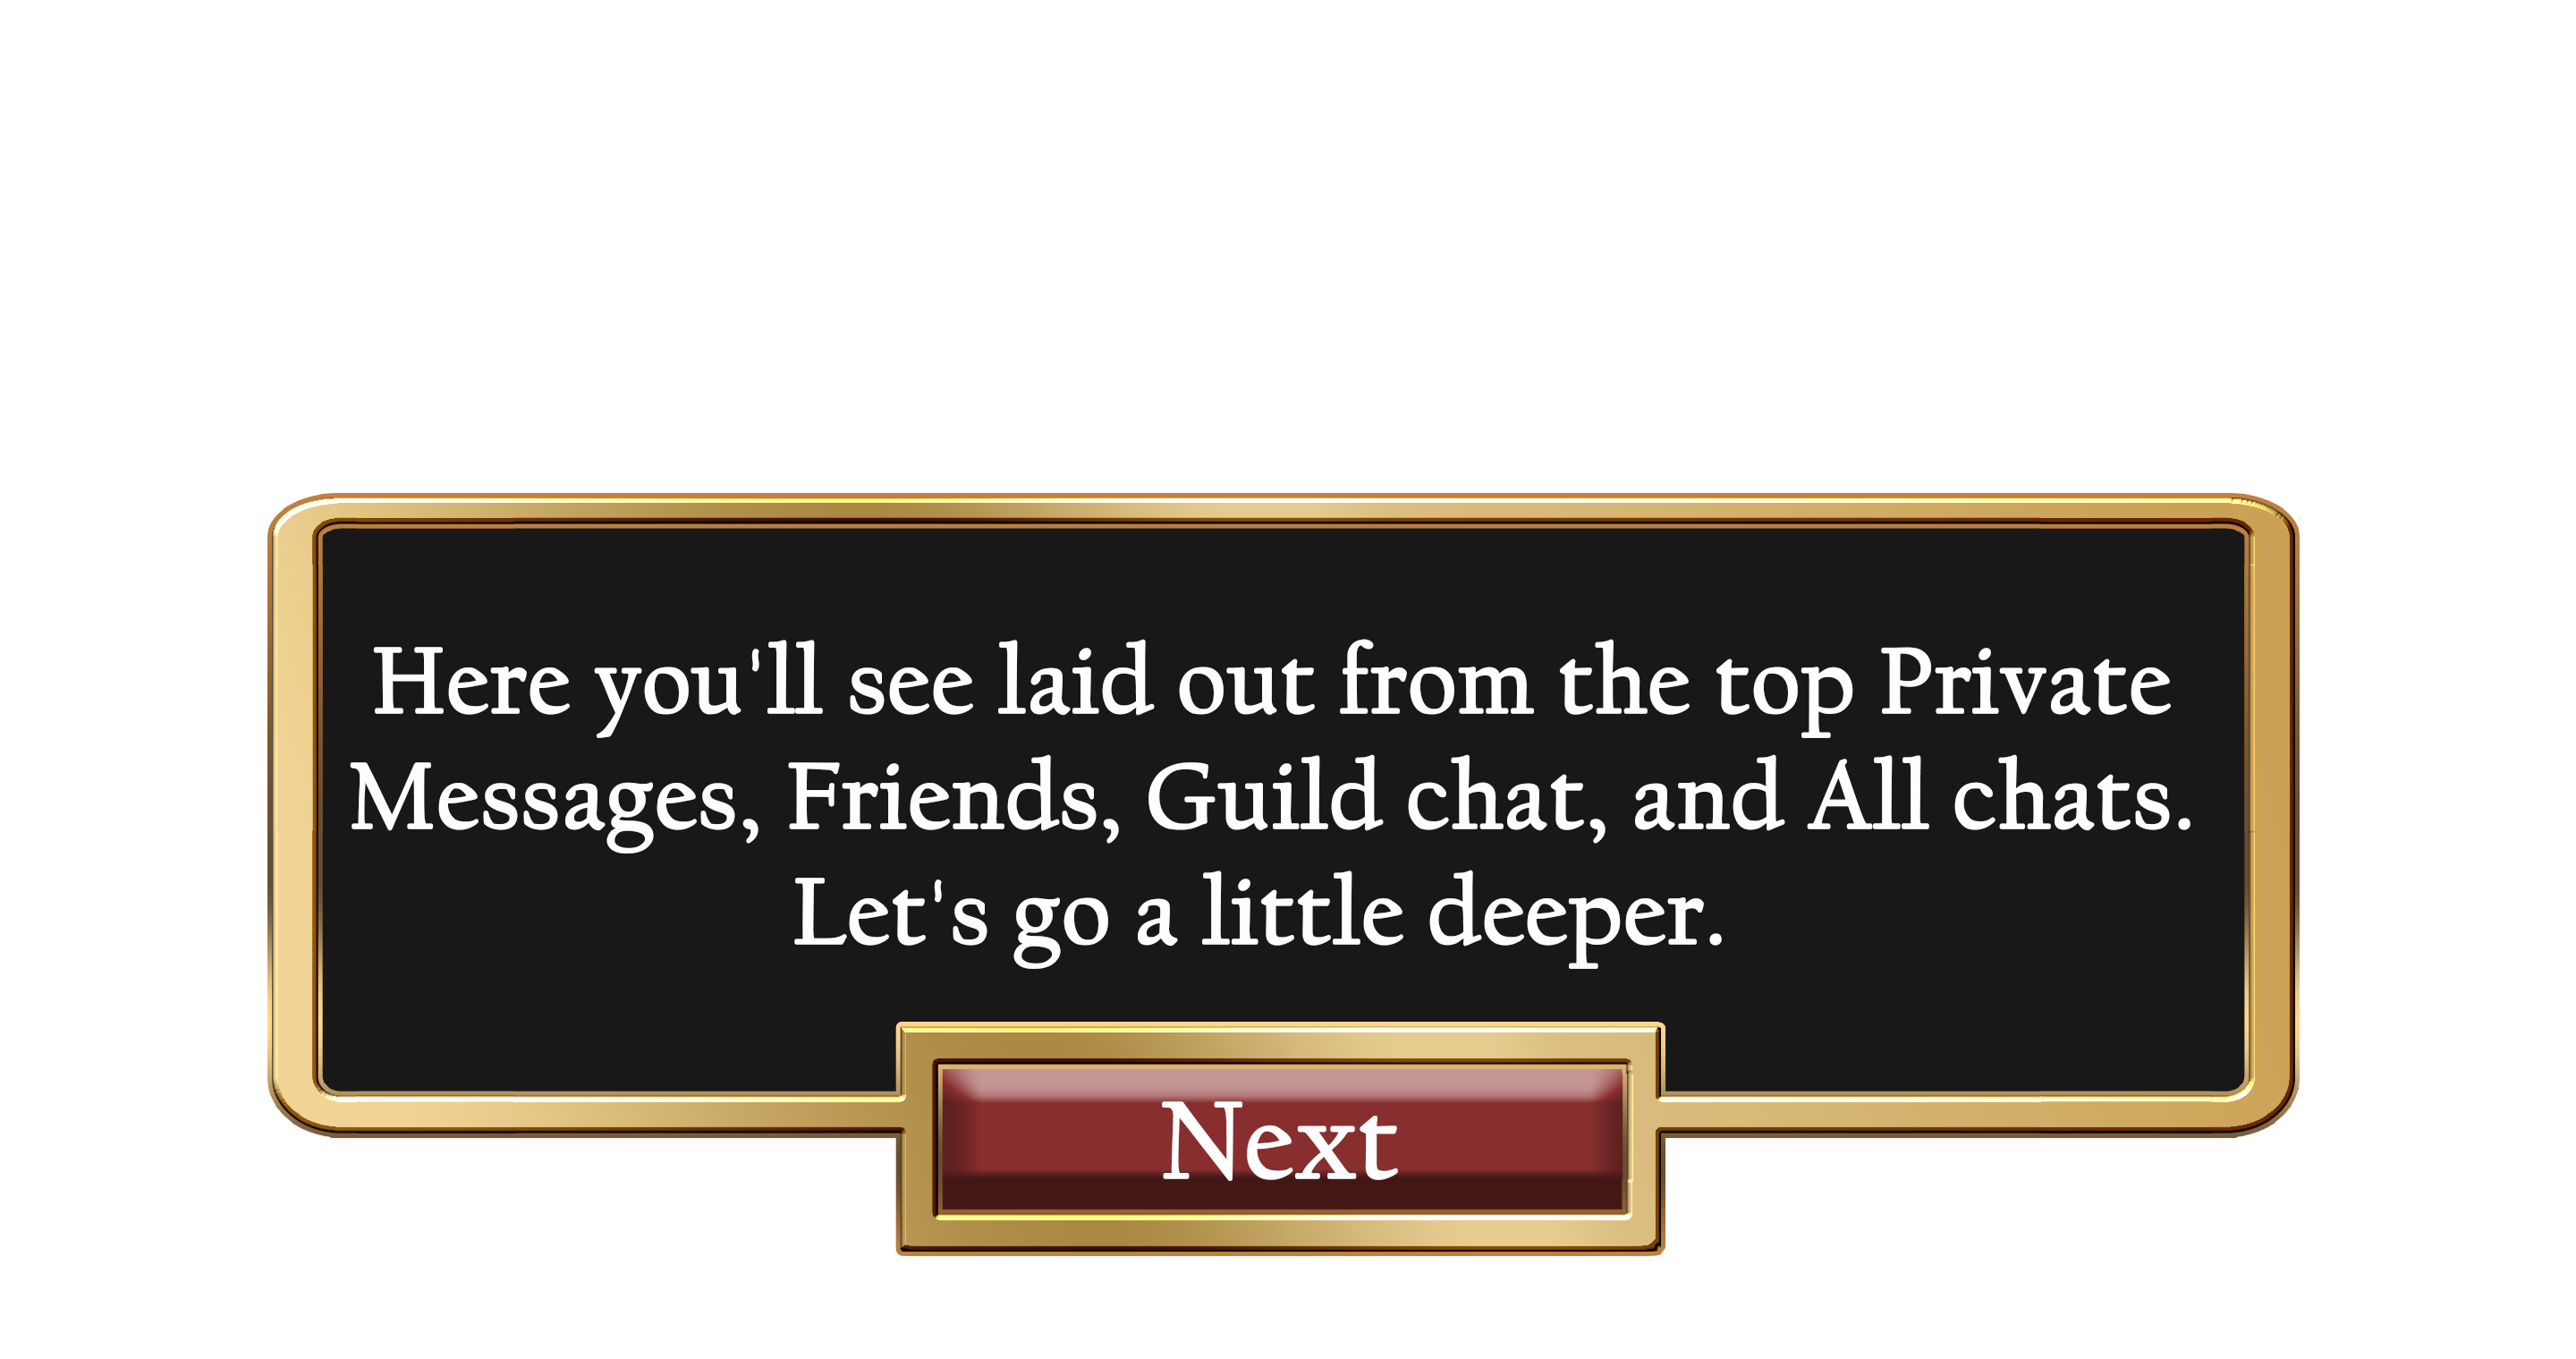 Here you'll see laid out from the top Private
Messages, Friends, Guild chat, and All chats.
Let's go a little deeper.
Next